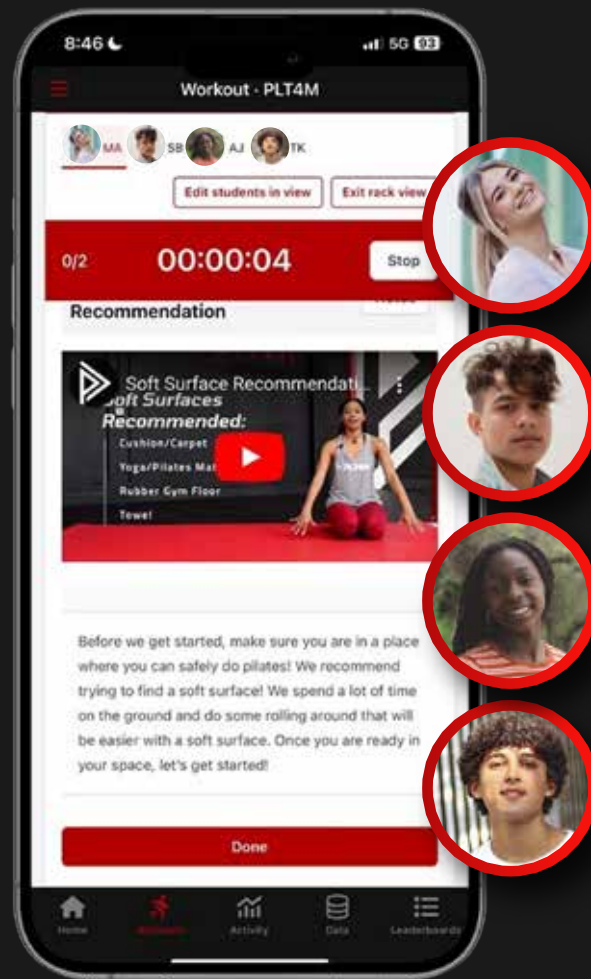 8:46
5G 93
Workout - PLT4M
MA SB AJ TK
Edit students in view Exit rack view
0/2 00:00:04 Stop
Recommendation
Soft Surface Recommendati...
Soft Surfaces
Recommended:
Cushion/Carpet
Yoga/Pilates Mat
Rubber Gym Floor
Towel
Before we get started, make sure you are in a place
where you can safely do pilates! We recommend
trying to find a soft surface! We spend a lot of time
on the ground and do some rolling around that will
be easier with a soft surface. Once you are ready in
your space, let's get started!
Done
Home Activity Data Leaderboards